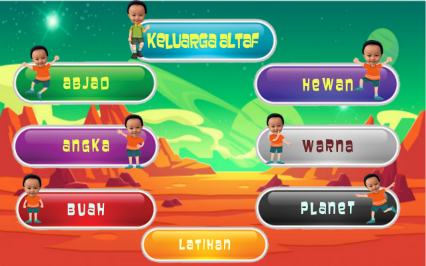 KELUARGA ALTAF
ABJAD
HEWAN
ANGKA
WARNA
BUAH
PLANET
LATIHAN